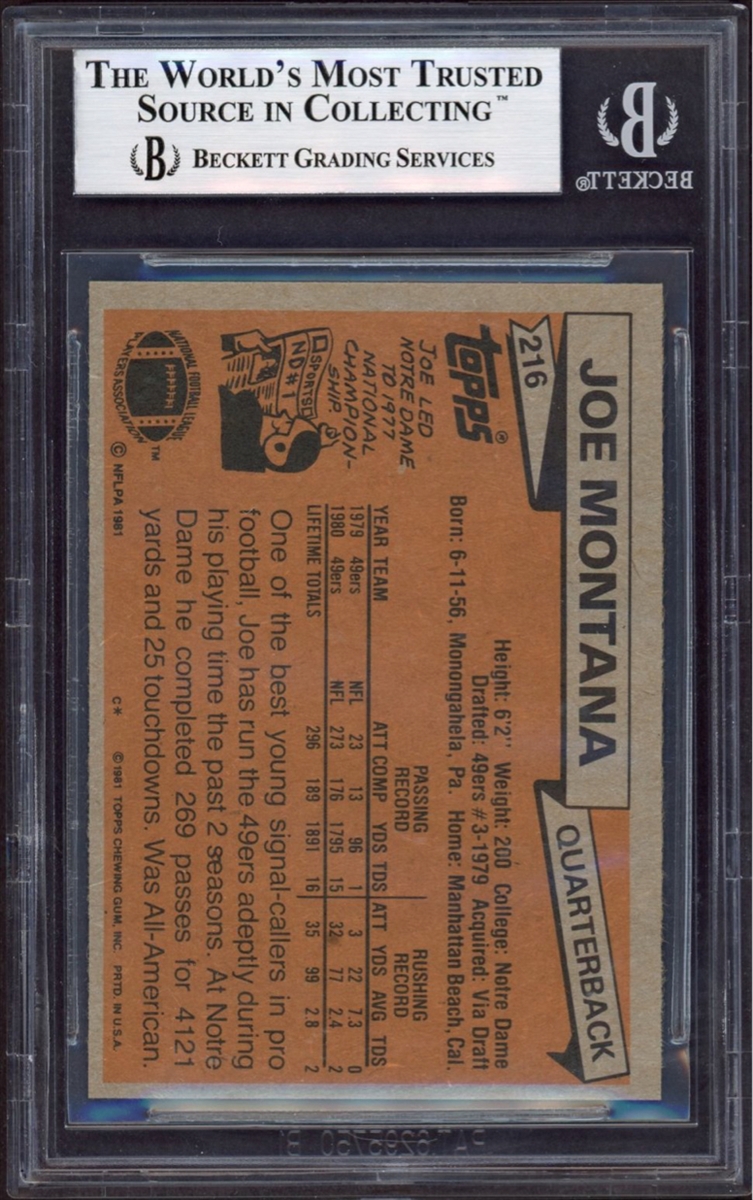 THE WORLD'S MOST TRUSTED
SOURCE IN COLLECTING™
B BECKETT GRADING SERVICES
B
BECKETT®
JOE MONTANA
QUARTERBACK
216
topps®
Height: 6'2" Weight: 200 College: Notre Dame
Drafted: 49ers #3-1979 Acquired: Via Draft
Born: 6-11-56, Monongahela, Pa. Home: Manhattan Beach, Cal.
JOE LED
NOTRE DAME
TO 1977
NATIONAL
CHAMPION-
SHIP.
SPORTS
ND #1
PASSING RECORD RUSHING RECORD
YEAR TEAM ATT COMP YDS TDS ATT YDS AVG TDS
1979 49ers NFL 23 13 96 1 3 22 7.3 0
1980 49ers NFL 273 176 1795 15 32 77 2.4 2
LIFETIME TOTALS 296 189 1891 16 35 99 2.8 2
One of the best young signal-callers in pro
football, Joe has run the 49ers adeptly during
his playing time the past 2 seasons. At Notre
Dame he completed 269 passes for 4121
yards and 25 touchdowns. Was All-American.
NATIONAL FOOTBALL LEAGUE
PLAYERS ASSOCIATION™
© NFLPA 1981
C* © 1981 TOPPS CHEWING GUM, INC. PRTD. IN U.S.A.